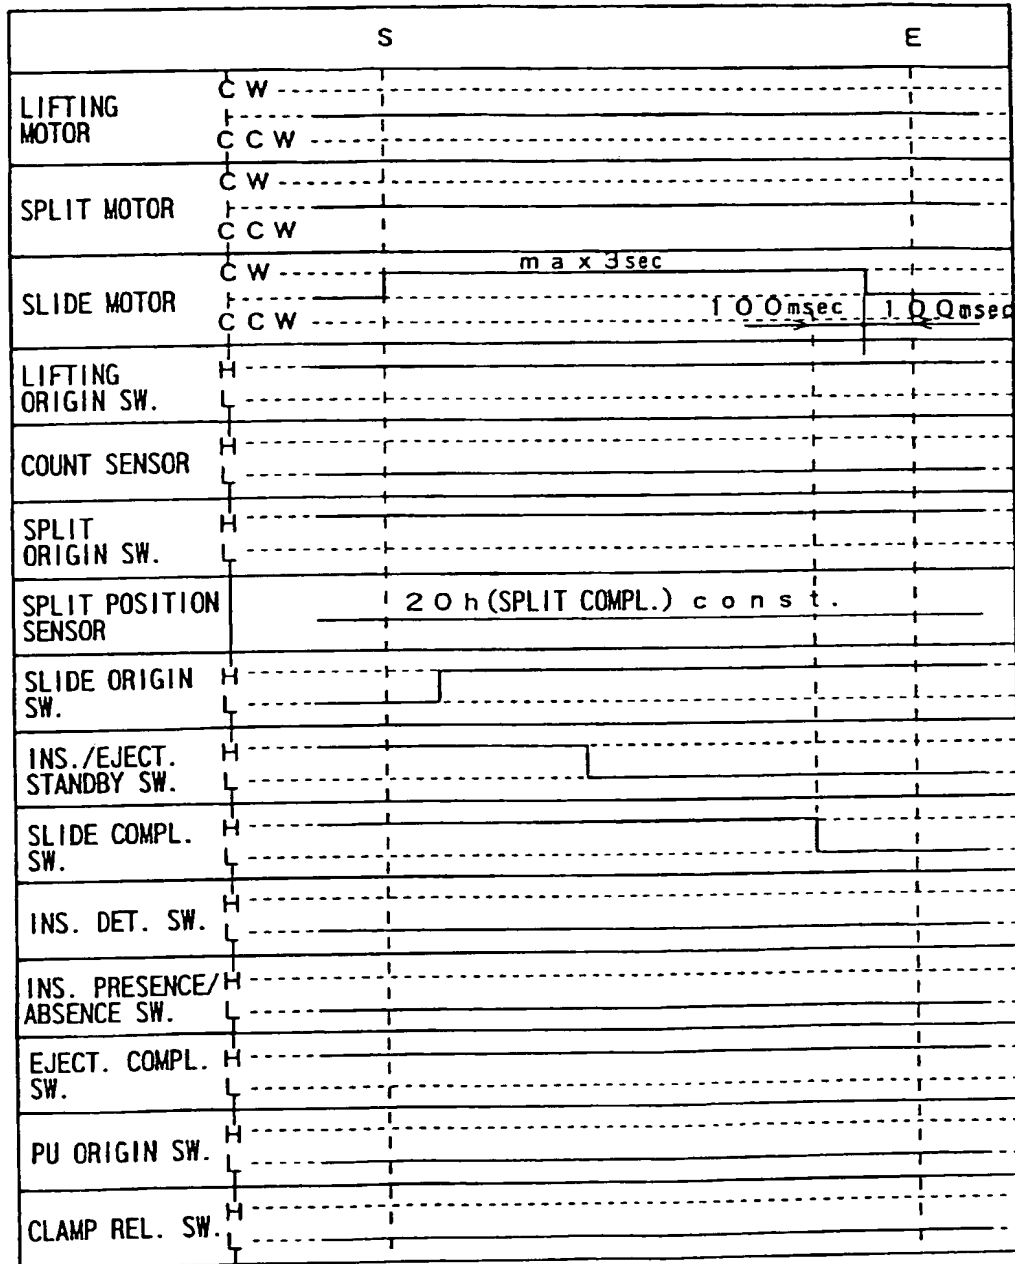 S E
LIFTING MOTOR CW
CCW
SPLIT MOTOR CW
CCW
SLIDE MOTOR CW max 3sec
CCW 100msec 100msec
LIFTING ORIGIN SW. H
L
COUNT SENSOR H
L
SPLIT ORIGIN SW. H
L
SPLIT POSITION SENSOR 20h(SPLIT COMPL.) const.
SLIDE ORIGIN SW. H
L
INS./EJECT. STANDBY SW. H
L
SLIDE COMPL. SW. H
L
INS. DET. SW. H
L
INS. PRESENCE/ABSENCE SW. H
L
EJECT. COMPL. SW. H
L
PU ORIGIN SW. H
L
CLAMP REL. SW. H
L